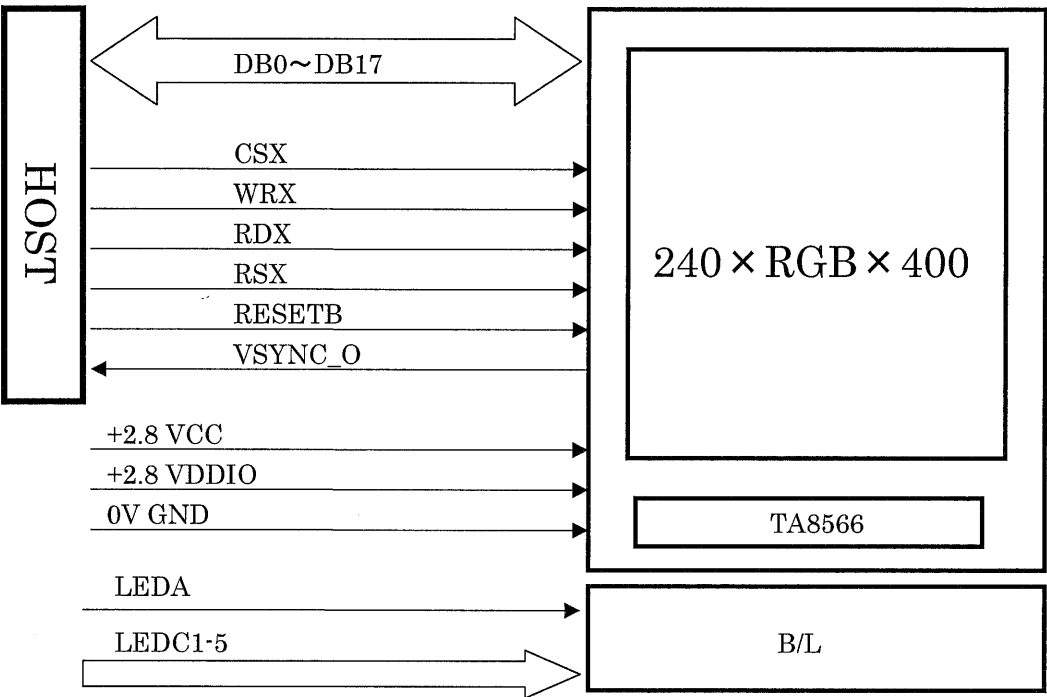 HOST
DB0～DB17
CSX
WRX
RDX
RSX
RESETB
VSYNC_O
240×RGB×400
+2.8 VCC
+2.8 VDDIO
0V GND
TA8566
LEDA
LEDC1-5
B/L